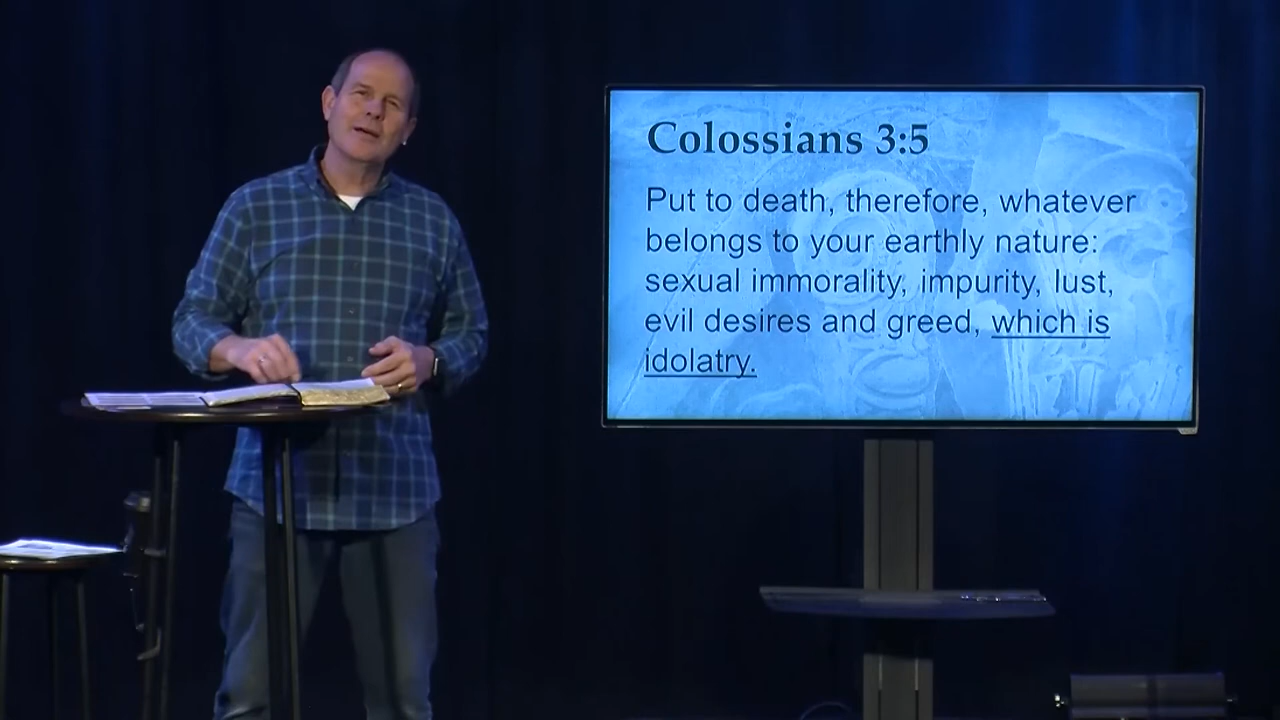 Colossians 3:5
Put to death, therefore, whatever
belongs to your earthly nature:
sexual immorality, impurity, lust,
evil desires and greed, which is
idolatry.